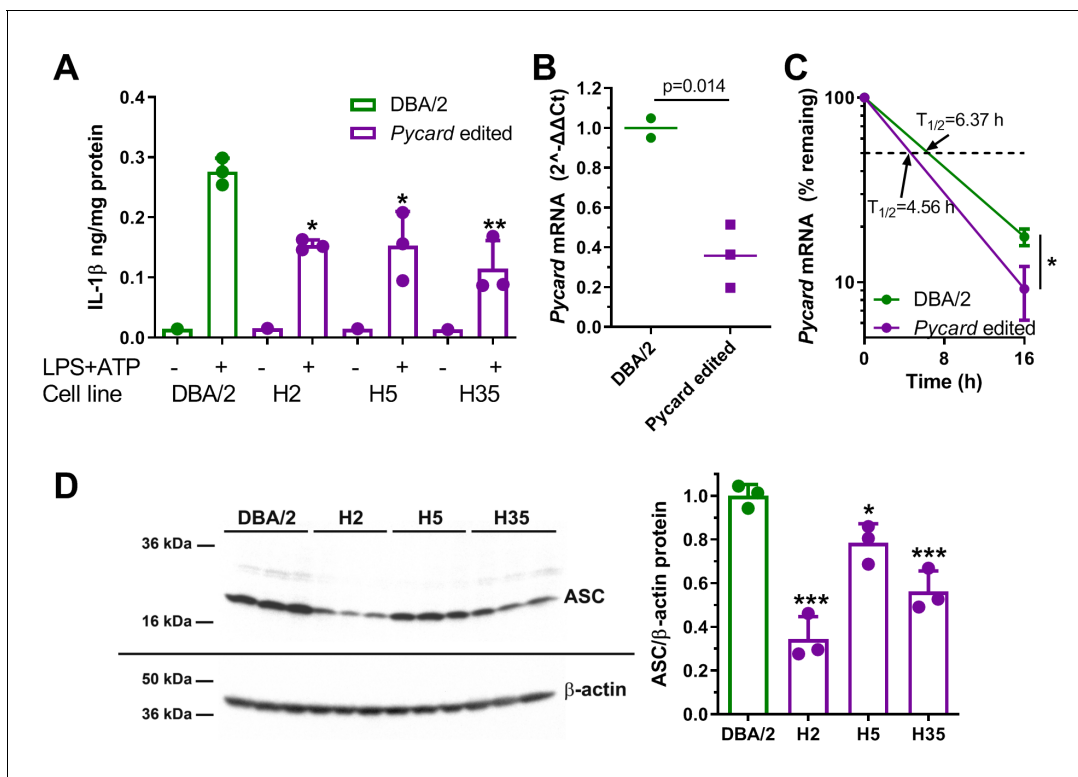 A
IL-1β ng/mg protein
0.4
0.3
0.2
0.1
0.0
DBA/2
Pycard edited
*
*
**
LPS+ATP - + - + - + - +
Cell line DBA/2 H2 H5 H35
B
Pycard mRNA (2^-ΔΔCt)
p=0.014
1.2
1.0
0.8
0.6
0.4
0.2
0.0
DBA/2
Pycard edited
C
Pycard mRNA (% remaing)
100
10
T1/2=6.37 h
T1/2=4.56 h
*
DBA/2
Pycard edited
0 16
Time (h)
D
DBA/2 H2 H5 H35
36 kDa
ASC
16 kDa
50 kDa
β-actin
36 kDa
ASC/β-actin protein
1.0
0.8
0.6
0.4
0.2
0.0
***
*
***
DBA/2 H2 H5 H35